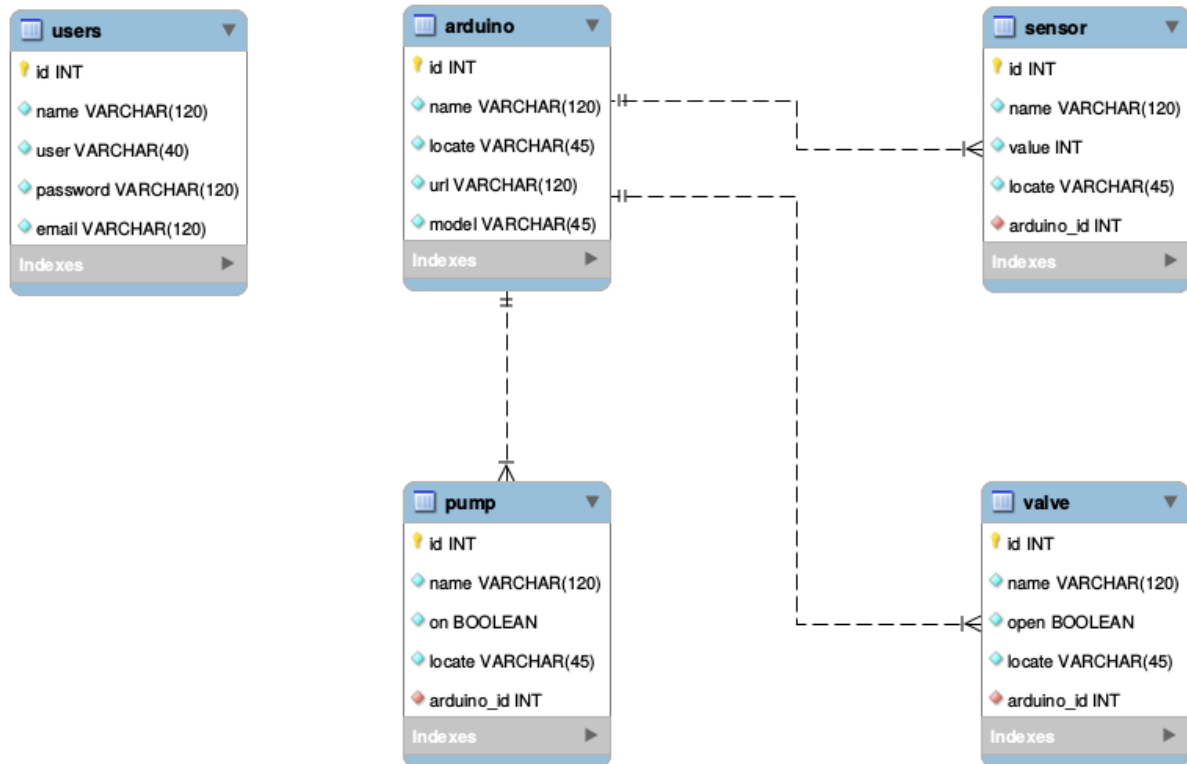 users
id INT
name VARCHAR(120)
user VARCHAR(40)
password VARCHAR(120)
email VARCHAR(120)
Indexes
arduino
id INT
name VARCHAR(120)
locate VARCHAR(45)
url VARCHAR(120)
model VARCHAR(45)
Indexes
sensor
id INT
name VARCHAR(120)
value INT
locate VARCHAR(45)
arduino_id INT
Indexes
pump
id INT
name VARCHAR(120)
on BOOLEAN
locate VARCHAR(45)
arduino_id INT
Indexes
valve
id INT
name VARCHAR(120)
open BOOLEAN
locate VARCHAR(45)
arduino_id INT
Indexes